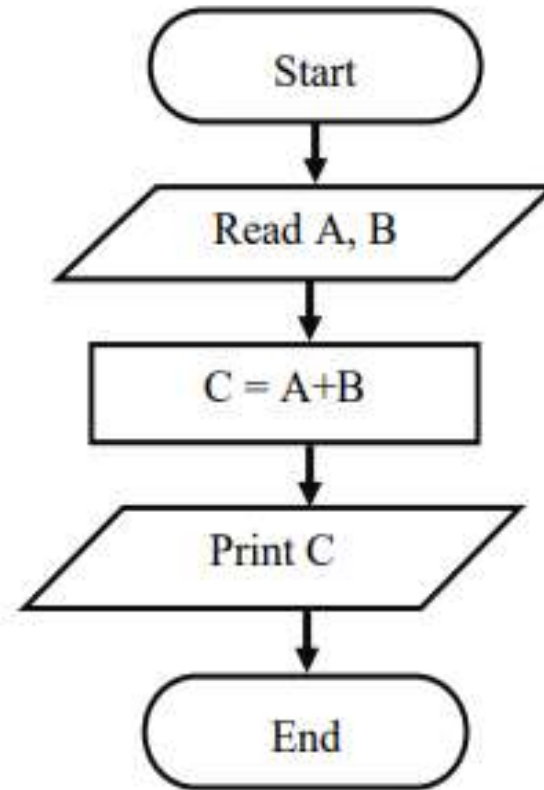 Start
Read A, B
C = A+B
Print C
End